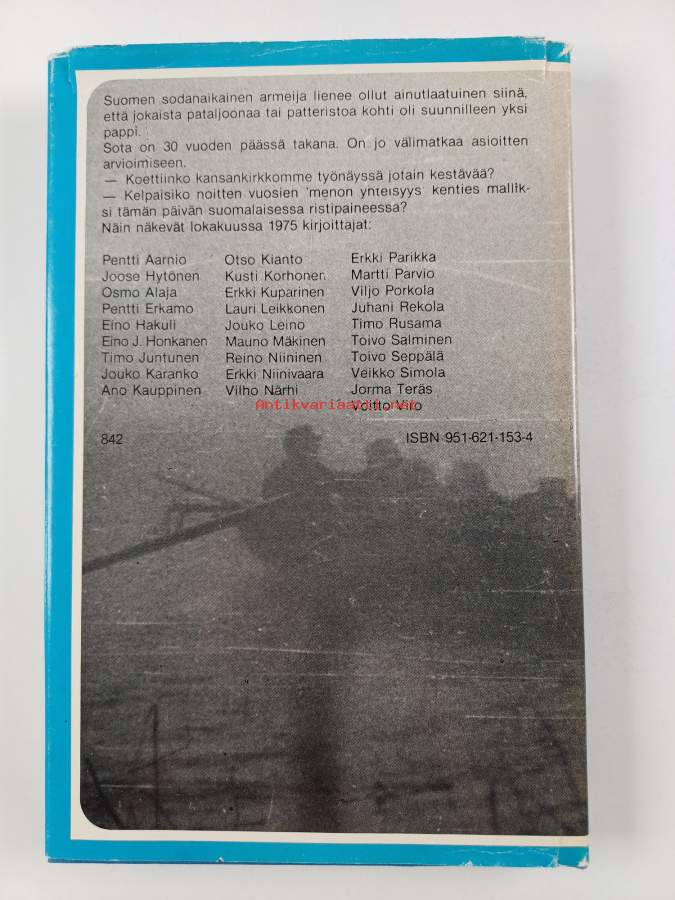 Suomen sodanaikainen armeija lienee ollut ainutlaatuinen siinä,
että jokaista pataljoonaa tai patteristoa kohti oli suunnilleen yksi
pappi.
Sota on 30 vuoden päässä takana. On jo välimatkaa asioitten
arvioimiseen.
— Koettiinko kansankirkkomme työnäyssä jotain kestävää?
— Kelpaisiko noitten vuosien 'menon yhteisyys' kenties mallik-
si tämän päivän suomalaisessa ristipaineessa?
Näin näkevät lokakuussa 1975 kirjoittajat:
Pentti Aarnio
Joose Hytönen
Osmo Alaja
Pentti Erkamo
Eino Hakuli
Eino J. Honkanen
Timo Juntunen
Jouko Karanko
Ano Kauppinen
Otso Kianto
Kusti Korhonen
Erkki Kuparinen
Lauri Leikkonen
Jouko Leino
Mauno Mäkinen
Reino Niininen
Erkki Niinivaara
Vilho Närhi
Erkki Parikka
Martti Parvio
Viljo Porkola
Juhani Rekola
Timo Rusama
Toivo Salminen
Toivo Seppälä
Veikko Simola
Jorma Teräs
Voitto Viro
Antikvariaatti.net
842
ISBN 951-621-153-4